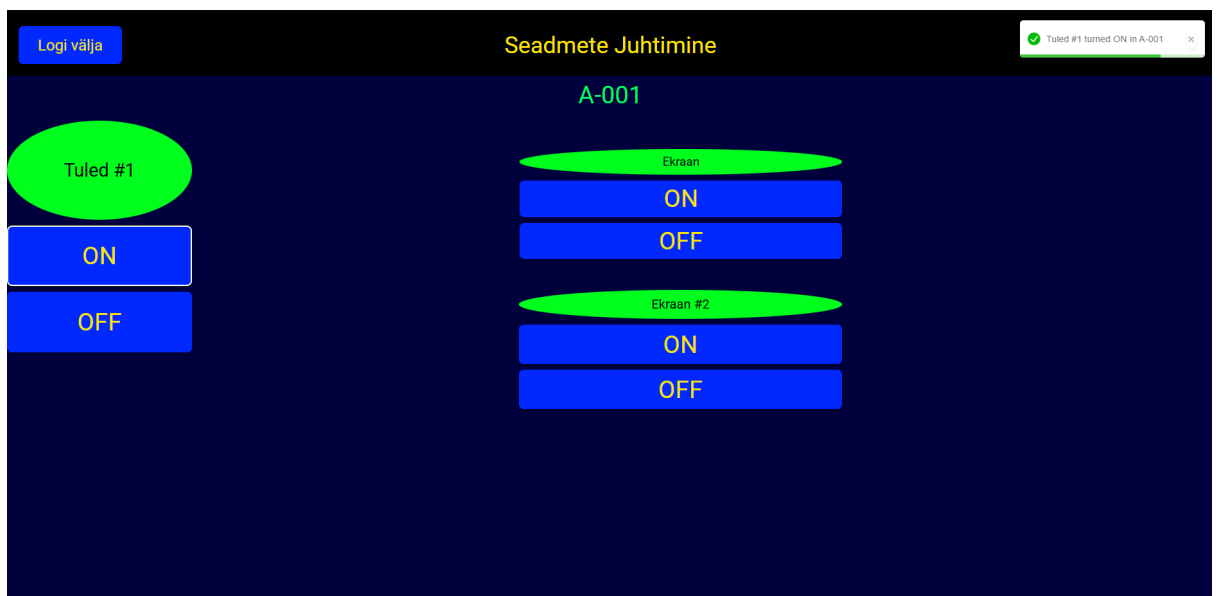 Logi välja
Seadmete Juhtimine
Tuled #1 turned ON in A-001
A-001
Tuled #1
ON
OFF
Ekraan
ON
OFF
Ekraan #2
ON
OFF